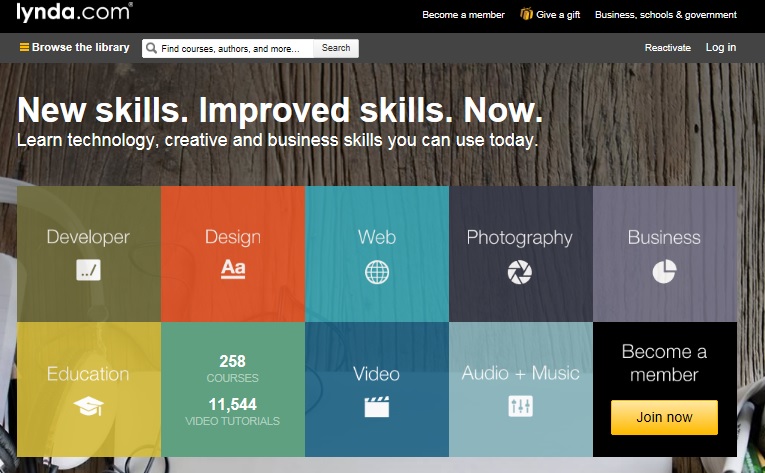 lynda.com®
Become a member Give a gift Business, schools & government
Browse the library Find courses, authors, and more... Search Reactivate Log in
New skills. Improved skills. Now.
Learn technology, creative and business skills you can use today.
Developer Design Web Photography Business
../ Aa
Education
258
COURSES
11,544
VIDEO TUTORIALS
Video
Audio + Music
Become a
member
Join now